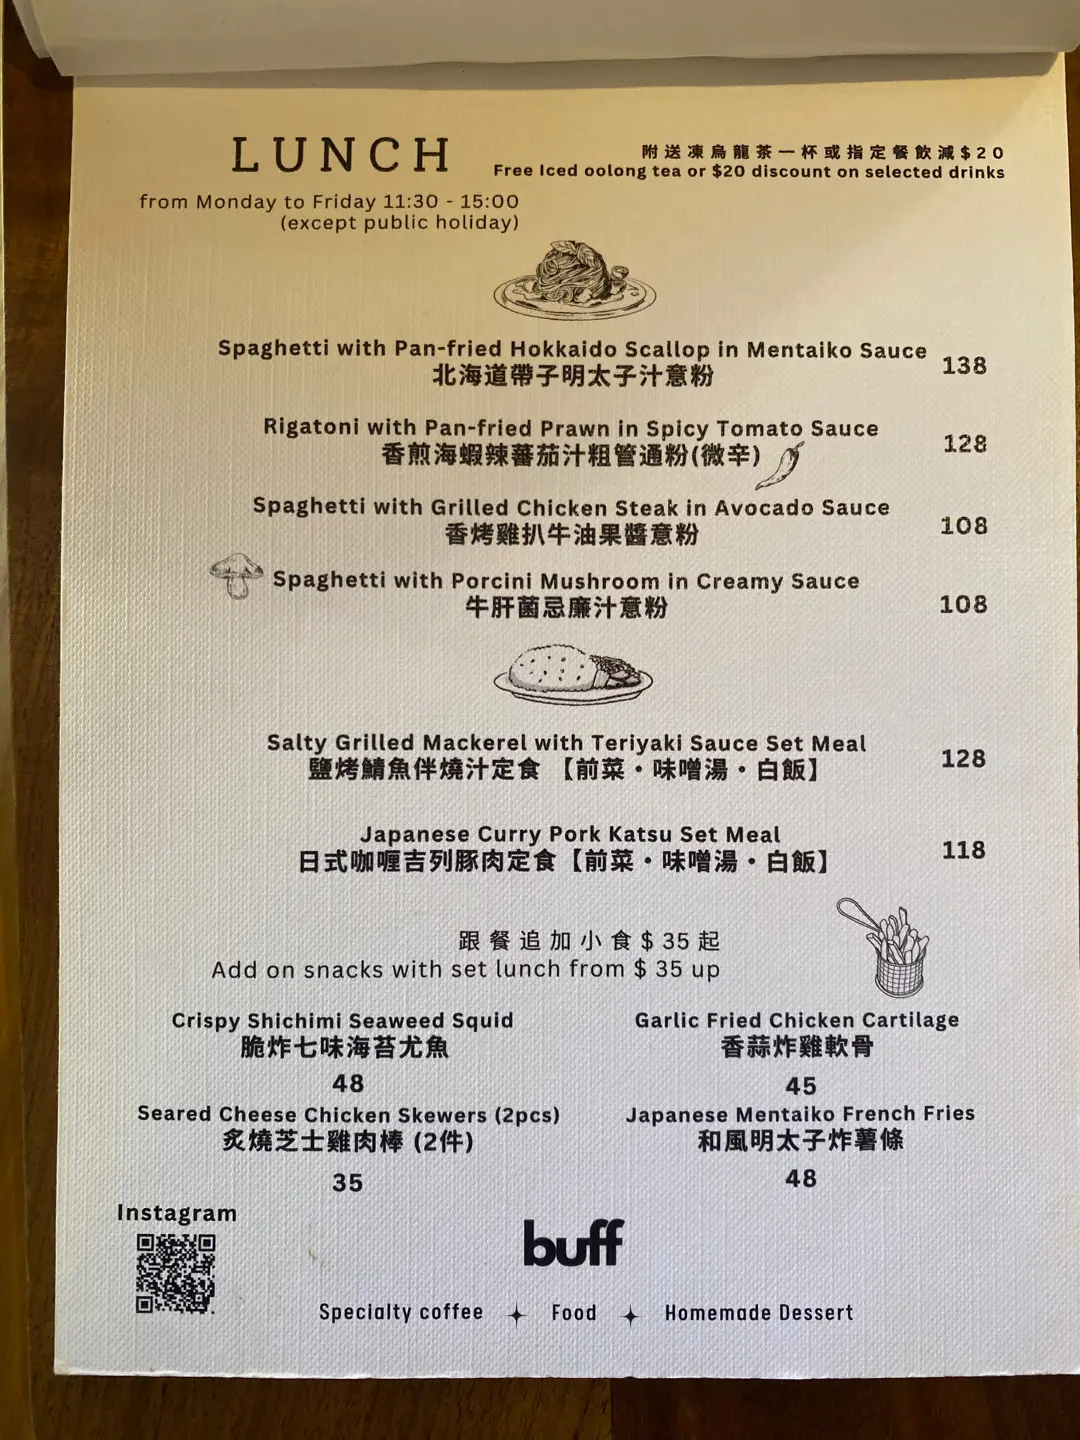 LUNCH
附送凍烏龍茶一杯或指定餐飲減$20
Free Iced oolong tea or $20 discount on selected drinks
from Monday to Friday 11:30 - 15:00
(except public holiday)
Spaghetti with Pan-fried Hokkaido Scallop in Mentaiko Sauce
北海道帶子明太子汁意粉
138
Rigatoni with Pan-fried Prawn in Spicy Tomato Sauce
香煎海蝦辣蕃茄汁粗管通粉(微辛)
128
Spaghetti with Grilled Chicken Steak in Avocado Sauce
香烤雞扒牛油果醬意粉
108
Spaghetti with Porcini Mushroom in Creamy Sauce
牛肝菌忌廉汁意粉
108
Salty Grilled Mackerel with Teriyaki Sauce Set Meal
鹽烤鯖魚伴燒汁定食 【前菜・味噌湯・白飯】
128
Japanese Curry Pork Katsu Set Meal
日式咖喱吉列豚肉定食【前菜・味噌湯・白飯】
118
跟餐追加小食$35起
Add on snacks with set lunch from $ 35 up
Crispy Shichimi Seaweed Squid
脆炸七味海苔尤魚
48
Garlic Fried Chicken Cartilage
香蒜炸雞軟骨
45
Seared Cheese Chicken Skewers (2pcs)
炙燒芝士雞肉棒 (2件)
35
Japanese Mentaiko French Fries
和風明太子炸薯條
48
Instagram
buff
Specialty coffee Food Homemade Dessert